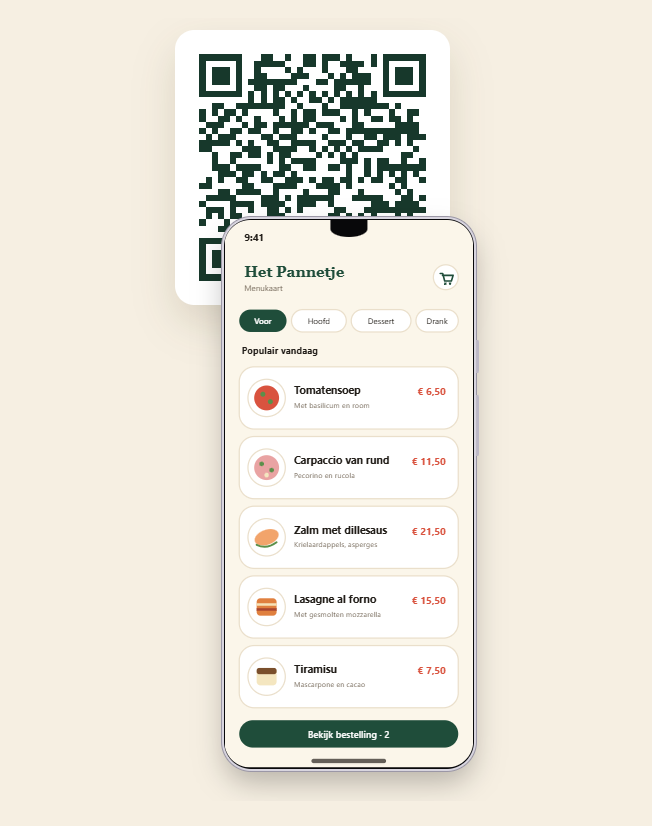 9:41
Het Pannetje
Menukaart
Voor
Hoofd
Dessert
Drank
Populair vandaag
Tomatensoep
€ 6,50
Met basilicum en room
Carpaccio van rund
€ 11,50
Pecorino en rucola
Zalm met dillesaus
€ 21,50
Krielaardappels, asperges
Lasagne al forno
€ 15,50
Met gesmolten mozzarella
Tiramisu
€ 7,50
Mascarpone en cacao
Bekijk bestelling · 2